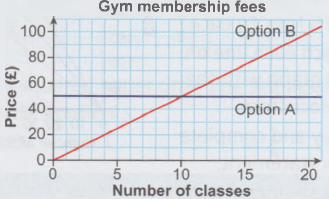 Gym membership fees
Price (£)
100
80
60
40
20
0
Option B
Option A
0 5 10 15 20
Number of classes